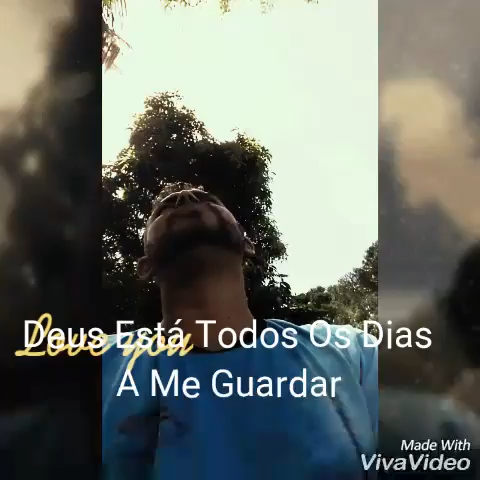 Deus Está Todos Os Dias
Love you
A Me Guardar
Made With
VivaVideo